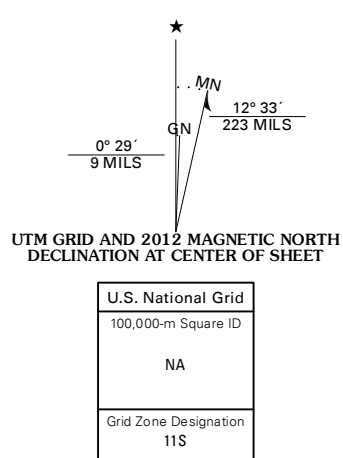 ★
MN
12° 33´
223 MILS
GN
0° 29´
9 MILS
UTM GRID AND 2012 MAGNETIC NORTH
DECLINATION AT CENTER OF SHEET
U.S. National Grid
100,000-m Square ID
NA
Grid Zone Designation
11S